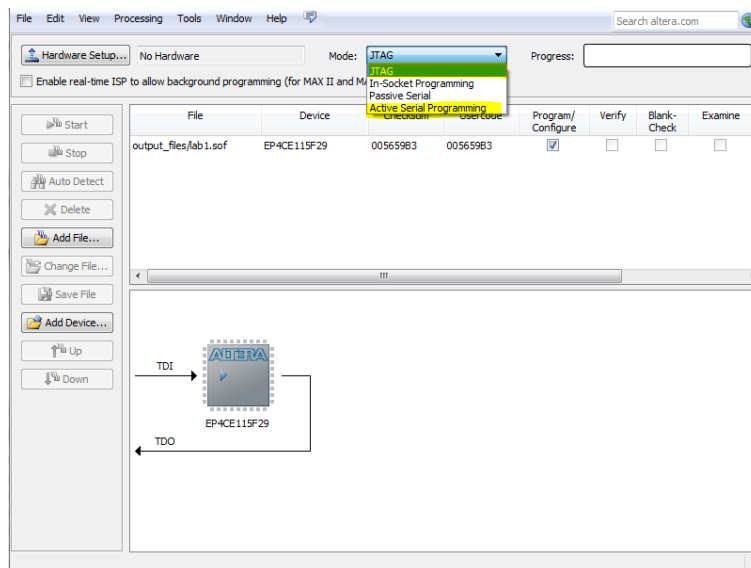 File Edit View Processing Tools Window Help
Search altera.com
Hardware Setup... No Hardware Mode: JTAG Progress:
JTAG
Enable real-time ISP to allow background programming (for MAX II and
In-Socket Programming
Passive Serial
Active Serial Programming
Start
Stop
Auto Detect
Delete
Add File...
Change File...
Save File
Add Device...
Up
Down
File Device Checksum Usercode Program/Configure Verify Blank-Check Examine
output_files/lab1.sof EP4CE115F29 005659B3 005659B3
TDI
ALTERA
EP4CE115F29
TDO